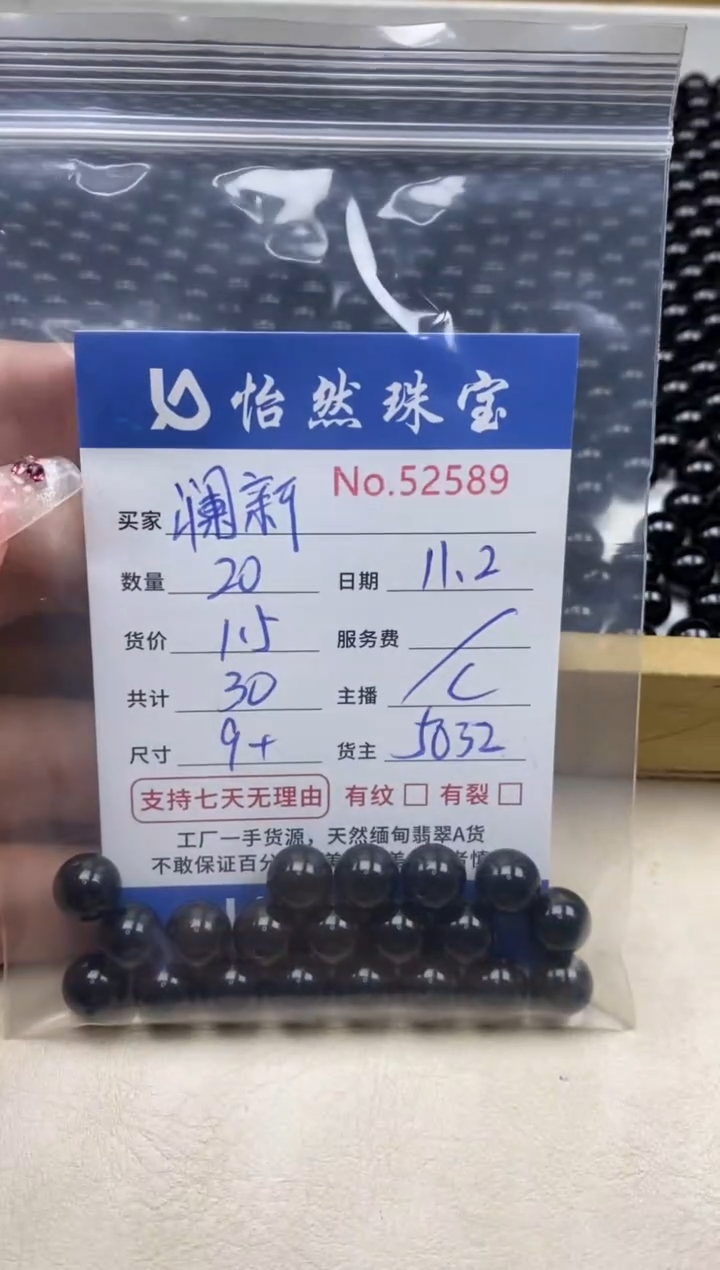 怡然珠宝
No.52589
买家 澜新
数量 20 日期 11.2
货价 1.5 服务费 /
共计 30 主播 C
尺寸 9+ 货主 5032
支持七天无理由 有纹 □ 有裂 □
工厂一手货源，天然缅甸翡翠A货
不敢保证百分